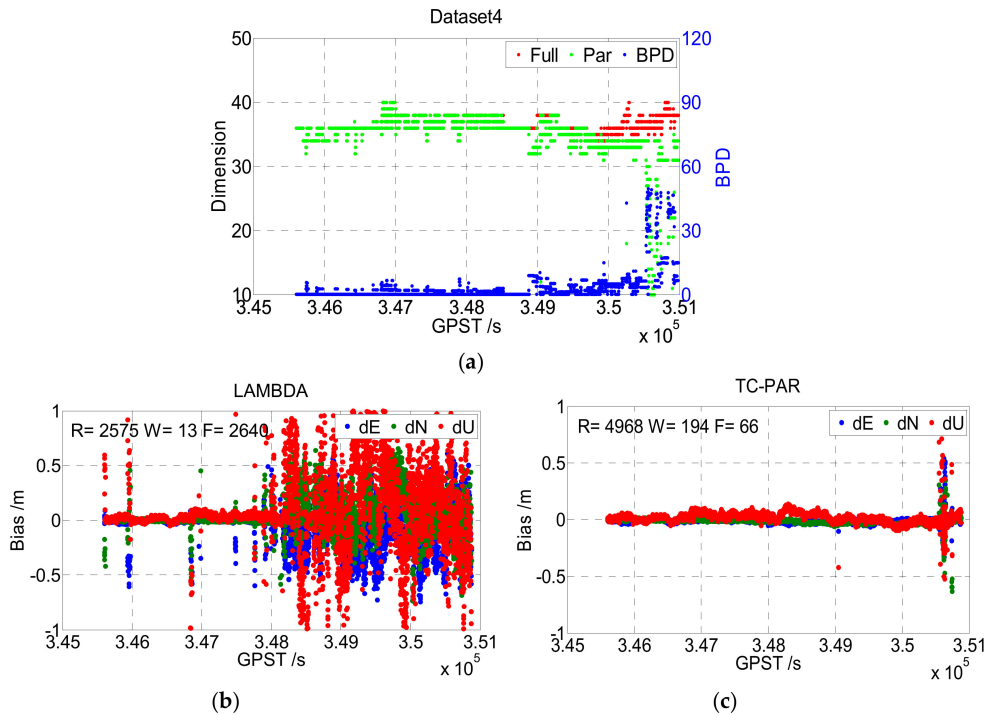 Dataset4
50
40
30
20
10
Dimension
Full Par BPD
120
90
60
30
0
BPD
3.45 3.46 3.47 3.48 3.49 3.5 3.51
GPST /s
x 10^5
(a)
LAMBDA
R= 2575 W= 13 F= 2640
dE dN dU
1
0.5
0
-0.5
-1
Bias /m
3.45 3.46 3.47 3.48 3.49 3.5 3.51
GPST /s
x 10^5
(b)
TC-PAR
R= 4968 W= 194 F= 66
dE dN dU
1
0.5
0
-0.5
-1
Bias /m
3.45 3.46 3.47 3.48 3.49 3.5 3.51
GPST /s
x 10^5
(c)